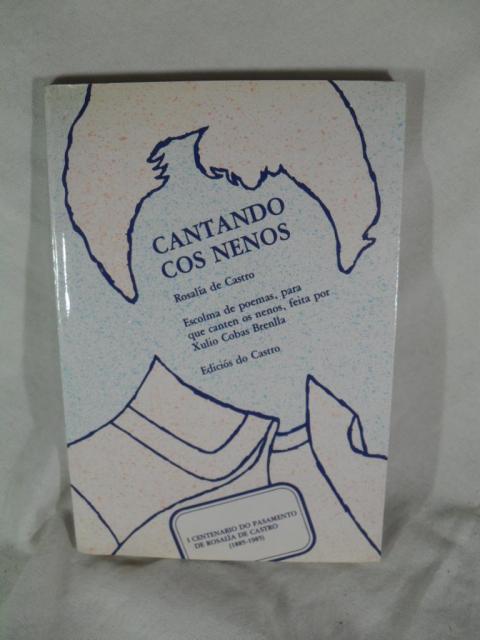 CANTANDO
COS NENOS
Rosalía de Castro
Escolma de poemas, para
que canten os nenos, feita por
Xulio Cobas Brenlla
Ediciós do Castro
I CENTENARIO DO PASAMENTO
DE ROSALÍA DE CASTRO
(1885-1985)